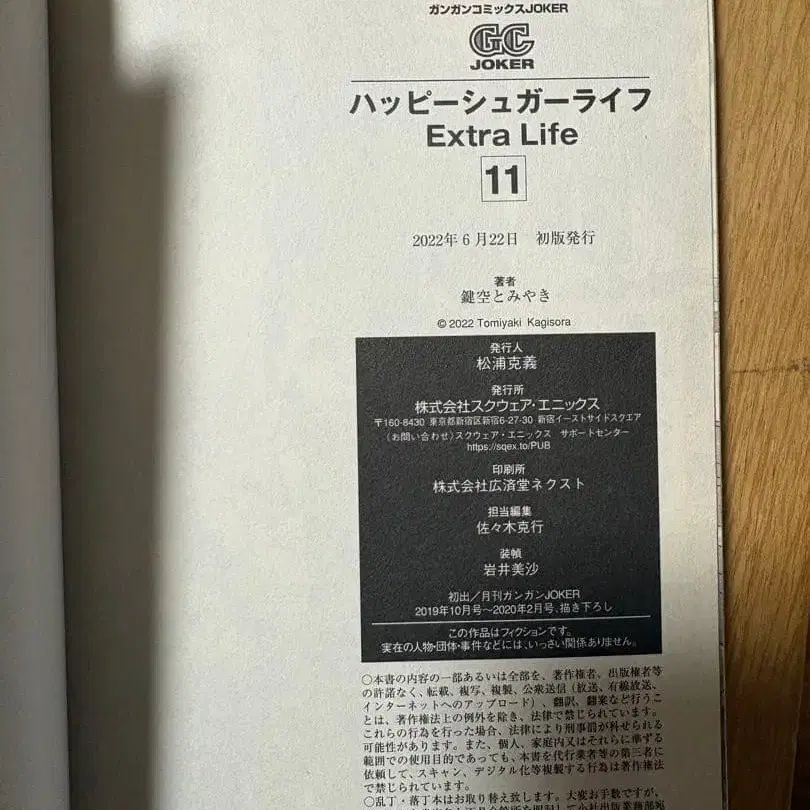 ガンガンコミックスJOKER
GC
JOKER
ハッピーシュガーライフ
Extra Life
11
2022年6月22日 初版発行
著者
鍵空とみやき
© 2022 Tomiyaki Kagisora
発行人
松浦克義
発行所
株式会社スクウェア・エニックス
〒160-8430 東京都新宿区新宿6-27-30 新宿イーストサイドスクエア
〈お問い合わせ〉スクウェア・エニックス サポートセンター
https://sqex.to/PUB
印刷所
株式会社広済堂ネクスト
担当編集
佐々木克行
装幀
岩井美沙
初出／月刊ガンガンJOKER
2019年10月号～2020年2月号、描き下ろし
この作品はフィクションです。
実在の人物・団体・事件などには、いっさい関係ありません。
○本書の内容の一部あるいは全部を、著作権者、出版権者等
の許諾なく、転載、複写、複製、公衆送信（放送、有線放送、
インターネットへのアップロード）、翻訳、翻案など行うこ
とは、著作権法上の例外を除き、法律で禁じられています。
これらの行為を行った場合、法律により刑事罰が科せられる
可能性があります。また、個人、家庭内又はそれらに準ずる
範囲での使用目的であっても、本書を代行業者等の第三者に
依頼して、スキャン、デジタル化等複製する行為は著作権法
で禁じられています。
○乱丁・落丁本はお取り替え致します。大変お手数ですが、